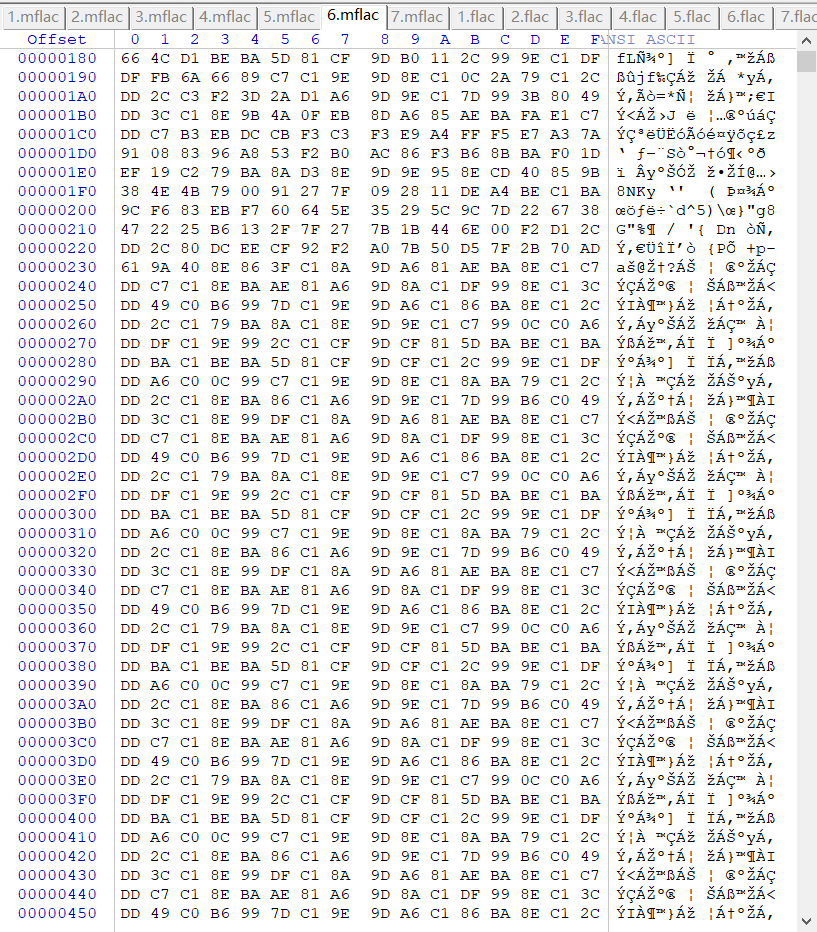 1.mflac 2.mflac 3.mflac 4.mflac 5.mflac 6.mflac 7.mflac 1.flac 2.flac 3.flac 4.flac 5.flac 6.flac 7.flac
Offset 0 1 2 3 4 5 6 7 8 9 A B C D E F ANSI ASCII
00000180 66 4C D1 BE BA 5D 81 CF 9D B0 11 2C 99 9E C1 DF fLÑ¾º] Ï ° ,™žÁß
00000190 DF FB 6A 66 89 C7 C1 9E 9D 8E C1 0C 2A 79 C1 2C ßûjf‰ÇÁž ŽÁ *yÁ,
000001A0 DD 2C C3 F2 3D 2A D1 A6 9D 9E C1 7D 99 3B 80 49 Ý,Ãò=*Ñ¦ žÁ}™;€I
000001B0 DD 3C C1 8E 9B 4A 0F EB 8D A6 85 AE BA FA E1 C7 Ý<ÁŽ›J ë ¦…®ºúáÇ
000001C0 DD C7 B3 EB DC CB F3 C3 F3 E9 A4 FF F5 E7 A3 7A ÝÇ³ëÜËóÃóé¤ÿõç£z
000001D0 91 08 83 96 A8 53 F2 B0 AC 86 F3 B6 8B BA F0 1D ‘ ƒ–¨Sò°¬†ó¶‹ºð
000001E0 EF 19 C2 79 BA 8A D3 8E 9D 9E 95 8E CD 40 85 9B ï ÂyºŠÓŽ ž•ŽÍ@…›
000001F0 38 4E 4B 79 00 91 27 7F 09 28 11 DE A4 BE C1 BA 8NKy ‘' ( Þ¤¾Áº
00000200 9C F6 83 EB F7 60 64 5E 35 29 5C 9C 7D 22 67 38 œöƒë÷`d^5)\œ}"g8
00000210 47 22 25 B6 13 2F 7F 27 7B 1B 44 6E 00 F2 D1 2C G"%¶ / '{ Dn òÑ,
00000220 DD 2C 80 DC EE CF 92 F2 A0 7B 50 D5 7F 2B 70 AD Ý,€ÜîÏ’ò {PÕ +p-
00000230 61 9A 40 8E 86 3F C1 8A 9D A6 81 AE BA 8E C1 C7 aš@Ž†?ÁŠ ¦ ®ºŽÁÇ
00000240 DD C7 C1 8E BA AE 81 A6 9D 8A C1 DF 99 8E C1 3C ÝÇÁŽº® ¦ ŠÁß™ŽÁ<
00000250 DD 49 C0 B6 99 7D C1 9E 9D A6 C1 86 BA 8E C1 2C ÝIÀ¶™}Áž ¦Á†ºŽÁ,
00000260 DD 2C C1 79 BA 8A C1 8E 9D 9E C1 C7 99 0C C0 A6 Ý,ÁyºŠÁŽ žÁÇ™ À¦
00000270 DD DF C1 9E 99 2C C1 CF 9D CF 81 5D BA BE C1 BA ÝßÁž™,ÁÏ Ï ]º¾Áº
00000280 DD BA C1 BE BA 5D 81 CF 9D CF C1 2C 99 9E C1 DF ÝºÁ¾º] Ï ÏÁ,™žÁß
00000290 DD A6 C0 0C 99 C7 C1 9E 9D 8E C1 8A BA 79 C1 2C Ý¦À ™ÇÁž ŽÁŠºyÁ,
000002A0 DD 2C C1 8E BA 86 C1 A6 9D 9E C1 7D 99 B6 C0 49 Ý,ÁŽº†Á¦ žÁ}™¶ÀI
000002B0 DD 3C C1 8E 99 DF C1 8A 9D A6 81 AE BA 8E C1 C7 Ý<ÁŽ™ßÁŠ ¦ ®ºŽÁÇ
000002C0 DD C7 C1 8E BA AE 81 A6 9D 8A C1 DF 99 8E C1 3C ÝÇÁŽº® ¦ ŠÁß™ŽÁ<
000002D0 DD 49 C0 B6 99 7D C1 9E 9D A6 C1 86 BA 8E C1 2C ÝIÀ¶™}Áž ¦Á†ºŽÁ,
000002E0 DD 2C C1 79 BA 8A C1 8E 9D 9E C1 C7 99 0C C0 A6 Ý,ÁyºŠÁŽ žÁÇ™ À¦
000002F0 DD DF C1 9E 99 2C C1 CF 9D CF 81 5D BA BE C1 BA ÝßÁž™,ÁÏ Ï ]º¾Áº
00000300 DD BA C1 BE BA 5D 81 CF 9D CF C1 2C 99 9E C1 DF ÝºÁ¾º] Ï ÏÁ,™žÁß
00000310 DD A6 C0 0C 99 C7 C1 9E 9D 8E C1 8A BA 79 C1 2C Ý¦À ™ÇÁž ŽÁŠºyÁ,
00000320 DD 2C C1 8E BA 86 C1 A6 9D 9E C1 7D 99 B6 C0 49 Ý,ÁŽº†Á¦ žÁ}™¶ÀI
00000330 DD 3C C1 8E 99 DF C1 8A 9D A6 81 AE BA 8E C1 C7 Ý<ÁŽ™ßÁŠ ¦ ®ºŽÁÇ
00000340 DD C7 C1 8E BA AE 81 A6 9D 8A C1 DF 99 8E C1 3C ÝÇÁŽº® ¦ ŠÁß™ŽÁ<
00000350 DD 49 C0 B6 99 7D C1 9E 9D A6 C1 86 BA 8E C1 2C ÝIÀ¶™}Áž ¦Á†ºŽÁ,
00000360 DD 2C C1 79 BA 8A C1 8E 9D 9E C1 C7 99 0C C0 A6 Ý,ÁyºŠÁŽ žÁÇ™ À¦
00000370 DD DF C1 9E 99 2C C1 CF 9D CF 81 5D BA BE C1 BA ÝßÁž™,ÁÏ Ï ]º¾Áº
00000380 DD BA C1 BE BA 5D 81 CF 9D CF C1 2C 99 9E C1 DF ÝºÁ¾º] Ï ÏÁ,™žÁß
00000390 DD A6 C0 0C 99 C7 C1 9E 9D 8E C1 8A BA 79 C1 2C Ý¦À ™ÇÁž ŽÁŠºyÁ,
000003A0 DD 2C C1 8E BA 86 C1 A6 9D 9E C1 7D 99 B6 C0 49 Ý,ÁŽº†Á¦ žÁ}™¶ÀI
000003B0 DD 3C C1 8E 99 DF C1 8A 9D A6 81 AE BA 8E C1 C7 Ý<ÁŽ™ßÁŠ ¦ ®ºŽÁÇ
000003C0 DD C7 C1 8E BA AE 81 A6 9D 8A C1 DF 99 8E C1 3C ÝÇÁŽº® ¦ ŠÁß™ŽÁ<
000003D0 DD 49 C0 B6 99 7D C1 9E 9D A6 C1 86 BA 8E C1 2C ÝIÀ¶™}Áž ¦Á†ºŽÁ,
000003E0 DD 2C C1 79 BA 8A C1 8E 9D 9E C1 C7 99 0C C0 A6 Ý,ÁyºŠÁŽ žÁÇ™ À¦
000003F0 DD DF C1 9E 99 2C C1 CF 9D CF 81 5D BA BE C1 BA ÝßÁž™,ÁÏ Ï ]º¾Áº
00000400 DD BA C1 BE BA 5D 81 CF 9D CF C1 2C 99 9E C1 DF ÝºÁ¾º] Ï ÏÁ,™žÁß
00000410 DD A6 C0 0C 99 C7 C1 9E 9D 8E C1 8A BA 79 C1 2C Ý¦À ™ÇÁž ŽÁŠºyÁ,
00000420 DD 2C C1 8E BA 86 C1 A6 9D 9E C1 7D 99 B6 C0 49 Ý,ÁŽº†Á¦ žÁ}™¶ÀI
00000430 DD 3C C1 8E 99 DF C1 8A 9D A6 81 AE BA 8E C1 C7 Ý<ÁŽ™ßÁŠ ¦ ®ºŽÁÇ
00000440 DD C7 C1 8E BA AE 81 A6 9D 8A C1 DF 99 8E C1 3C ÝÇÁŽº® ¦ ŠÁß™ŽÁ<
00000450 DD 49 C0 B6 99 7D C1 9E 9D A6 C1 86 BA 8E C1 2C ÝIÀ¶™}Áž ¦Á†ºŽÁ,